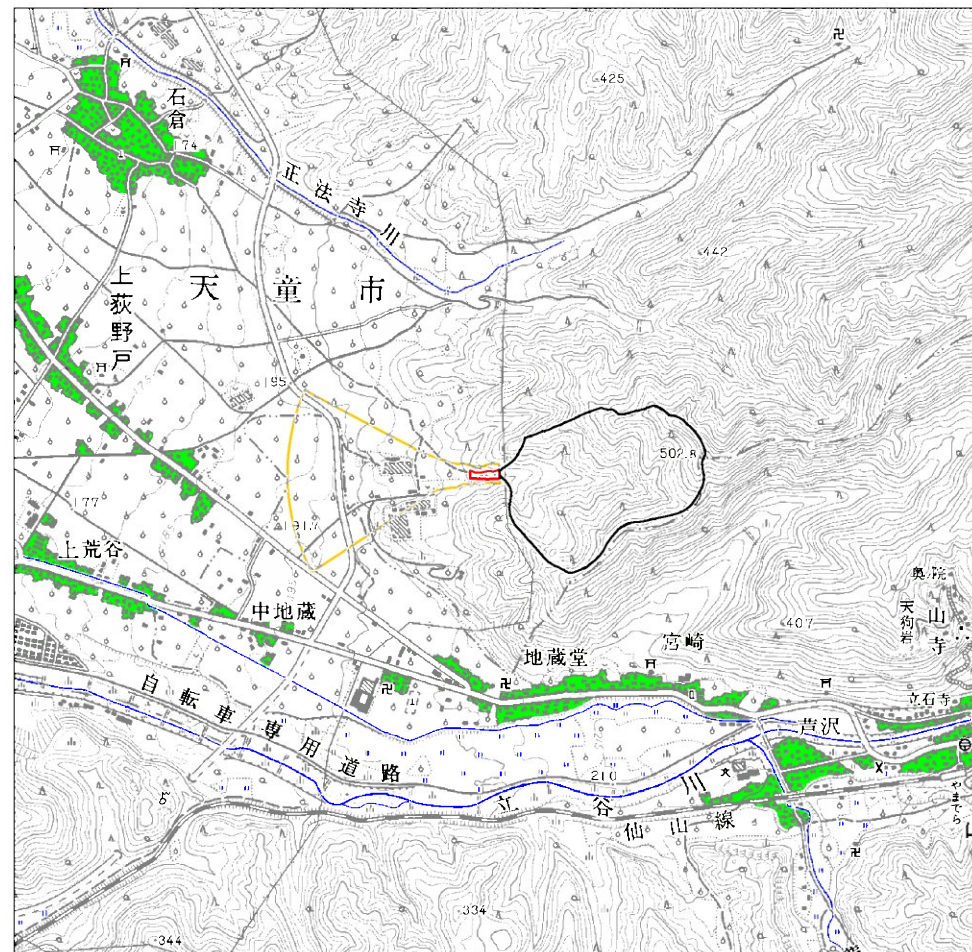 425
石倉
174
正法寺川
442
天童市
上荻野戸
195
502.8
177
191.7
上荒谷
奥院
山寺
天狗岩
中地蔵
407
地蔵堂
宮崎
立石寺
芦沢
自転車専用道路
210
立谷川
仙山線
やまでら
334
344